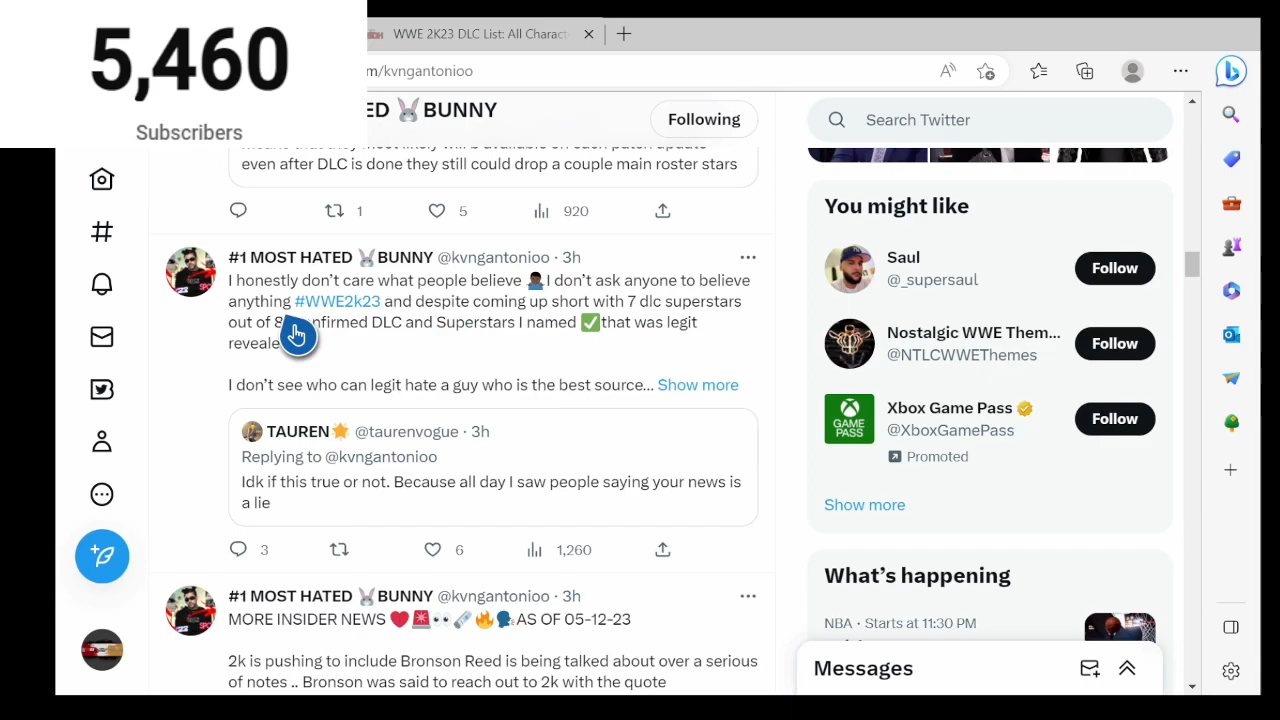 5,460
Subscribers
WWE 2K23 DLC List: All Charact
m/kvngantonioo
ED 🐰BUNNY
Following
even after DLC is done they still could drop a couple main roster stars
1
5
920
#1 MOST HATED 🐰BUNNY @kvngantonioo · 3h
I honestly don't care what people believe 🤷🏿‍♂️I don't ask anyone to believe
anything #WWE2k23 and despite coming up short with 7 dlc superstars
out of 8 confirmed DLC and Superstars I named ✅that was legit
reveale
I don't see who can legit hate a guy who is the best source... Show more
TAUREN🌟 @taurenvogue · 3h
Replying to @kvngantonioo
Idk if this true or not. Because all day I saw people saying your news is
a lie
3
6
1,260
#1 MOST HATED 🐰BUNNY @kvngantonioo · 3h
MORE INSIDER NEWS ❤️🚨👀🗞️🔥🗣️AS OF 05-12-23
2k is pushing to include Bronson Reed is being talked about over a serious
of notes .. Bronson was said to reach out to 2k with the quote
Search Twitter
You might like
Saul
@_supersaul
Follow
Nostalgic WWE Them...
@NTLCWWEThemes
Follow
XBOX
GAME
PASS
Xbox Game Pass
@XboxGamePass
Follow
Promoted
Show more
What's happening
NBA · Starts at 11:30 PM
Messages